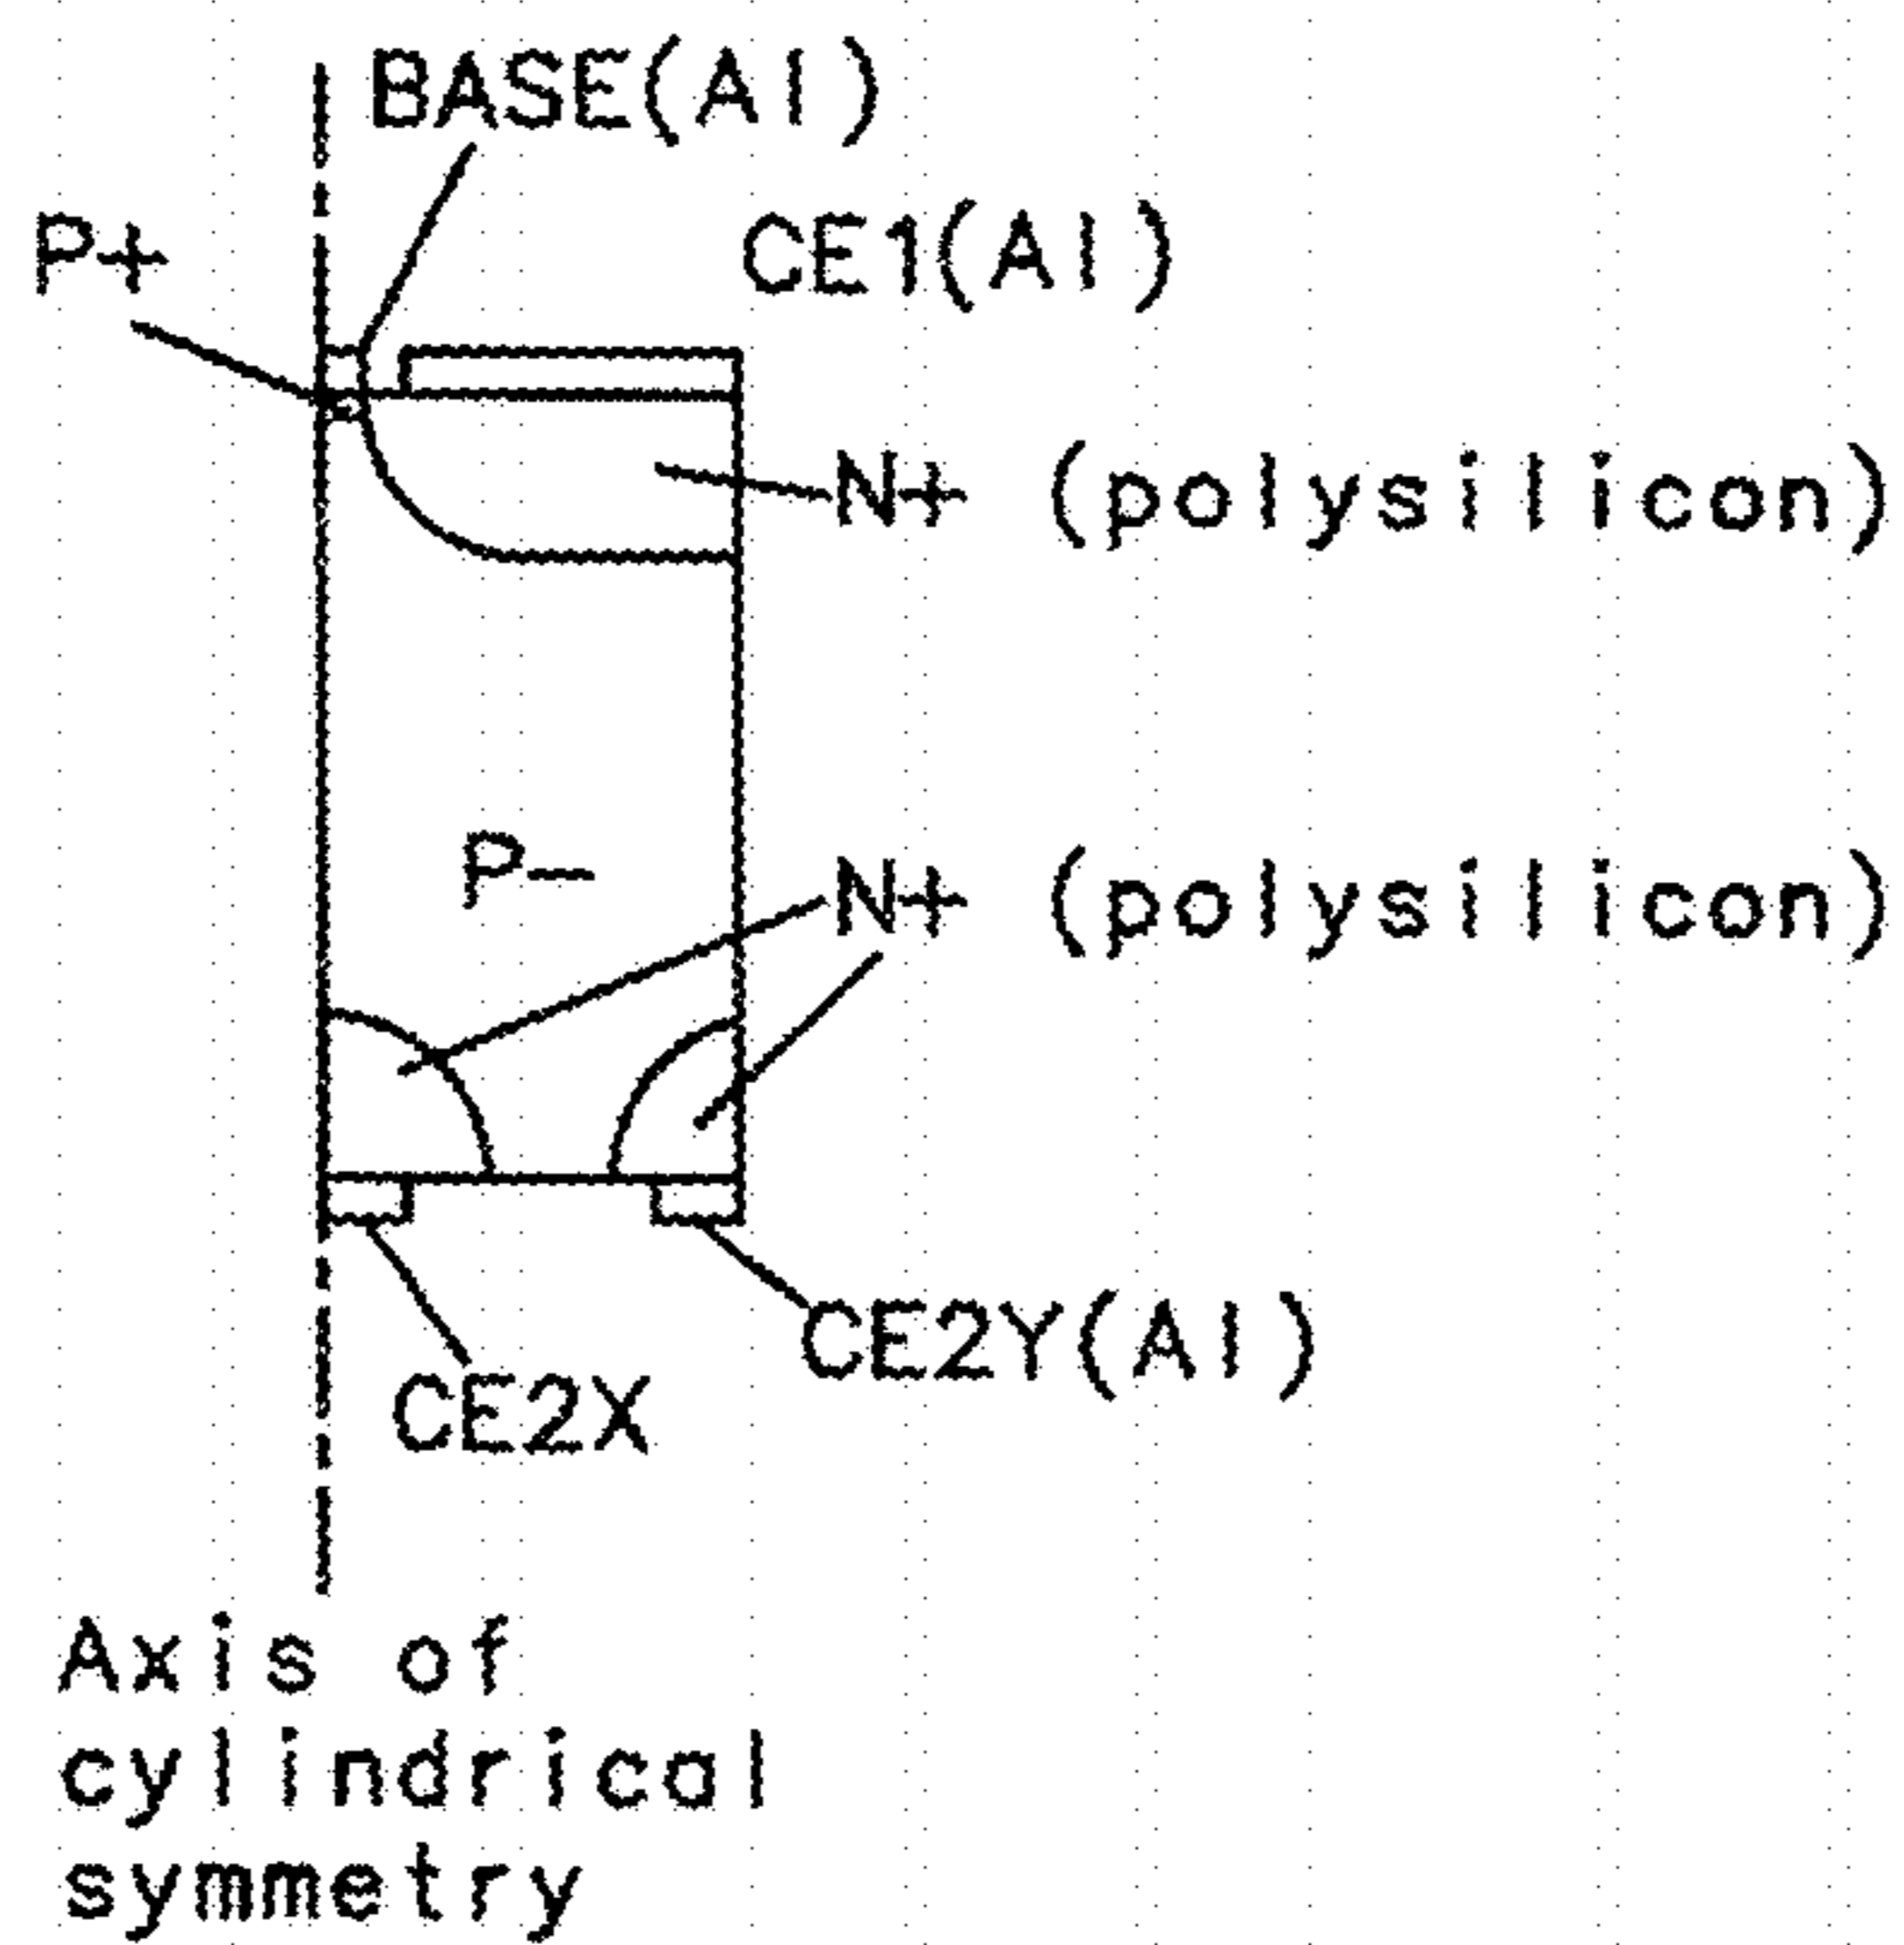 BASE(Al)
P+
CE1(Al)
N+ (polysilicon)
P-
N+ (polysilicon)
CE2Y(Al)
CE2X
Axis of
cylindrical
symmetry